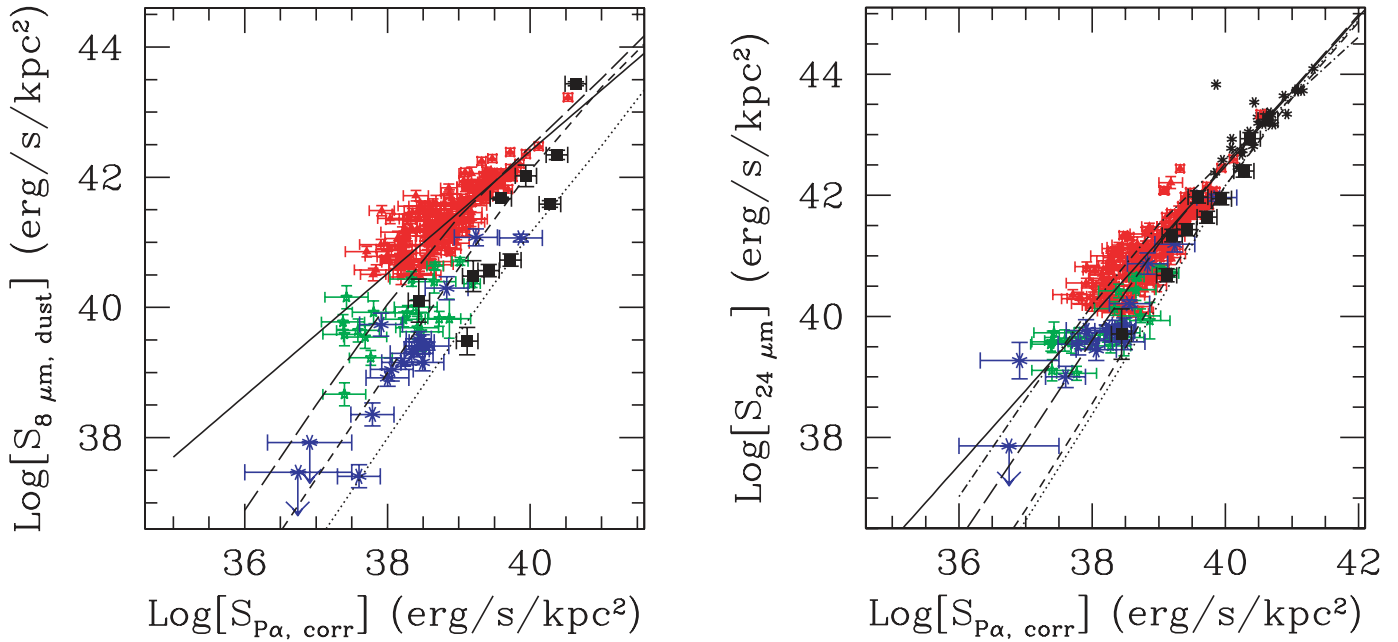 Log[S8 μm, dust] (erg/s/kpc²)
44
42
40
38
36 38 40
Log[SPα, corr] (erg/s/kpc²)
Log[S24 μm] (erg/s/kpc²)
44
42
40
38
36 38 40 42
Log[SPα, corr] (erg/s/kpc²)